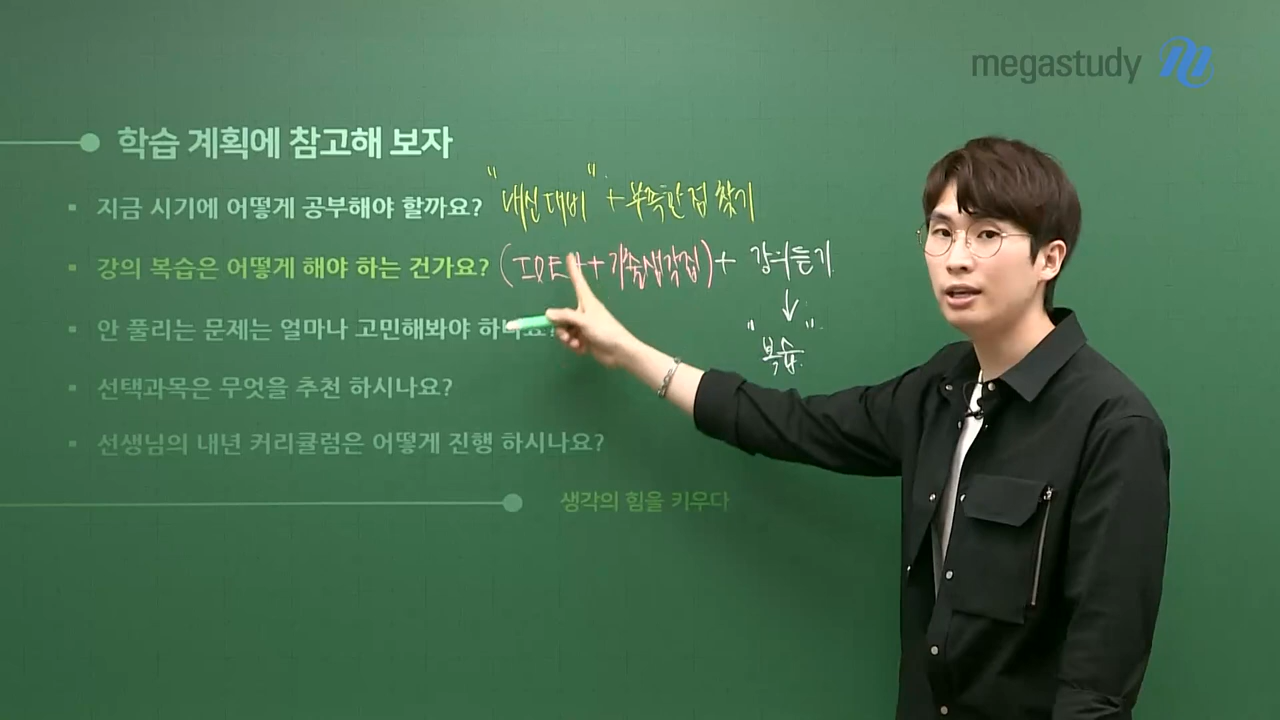 megastudy
학습 계획에 참고해 보자
지금 시기에 어떻게 공부해야 할까요? "내신대비" + 부족한 점 찾기
강의 복습은 어떻게 해야 하는 건가요? (IDEA + 기출생각집) + 강의듣기
↓
"복습"
안 풀리는 문제는 얼마나 고민해봐야 하나요?
선택과목은 무엇을 추천 하시나요?
선생님의 내년 커리큘럼은 어떻게 진행 하시나요?
생각의 힘을 키우다